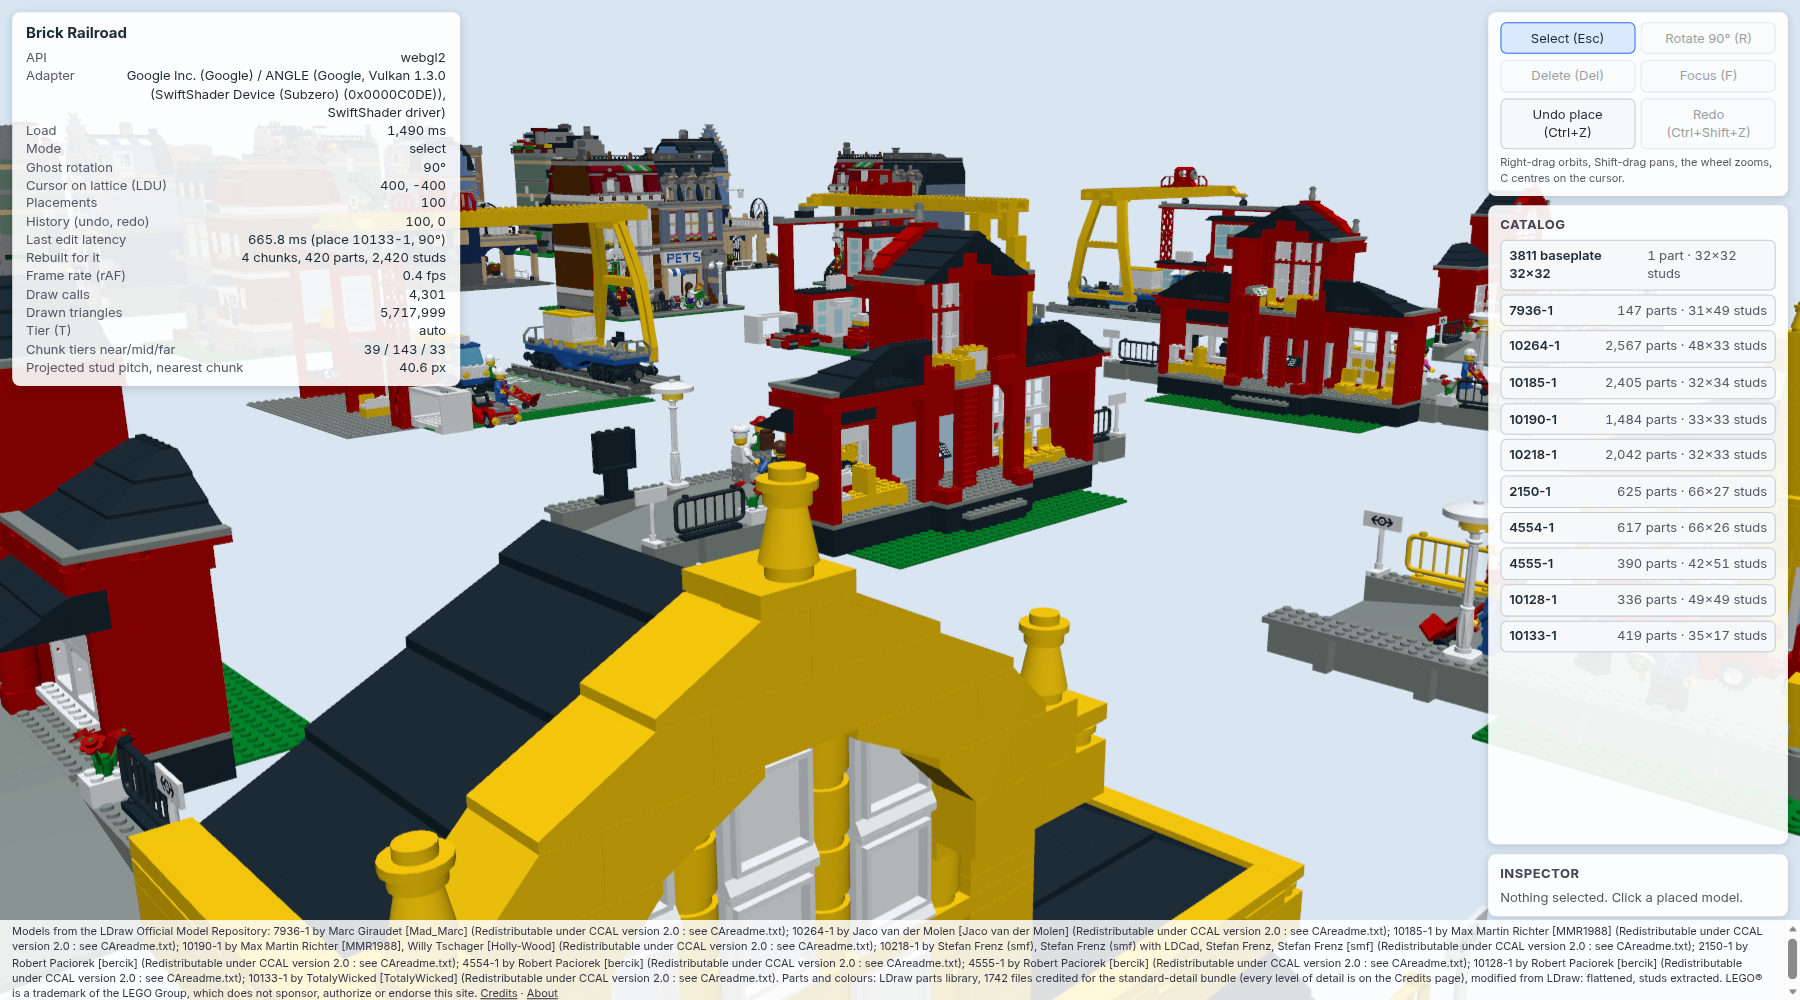 Brick Railroad
API webgl2
Adapter Google Inc. (Google) / ANGLE (Google, Vulkan 1.3.0
(SwiftShader Device (Subzero) (0x0000C0DE)),
SwiftShader driver)
Load 1,490 ms
Mode select
Ghost rotation 90°
Cursor on lattice (LDU) 400, -400
Placements 100
History (undo, redo) 100, 0
Last edit latency 665.8 ms (place 10133-1, 90°)
Rebuilt for it 4 chunks, 420 parts, 2,420 studs
Frame rate (rAF) 0.4 fps
Draw calls 4,301
Drawn triangles 5,717,999
Tier (T) auto
Chunk tiers near/mid/far 39 / 143 / 33
Projected stud pitch, nearest chunk 40.6 px
PETS
Select (Esc) Rotate 90° (R)
Delete (Del) Focus (F)
Undo place (Ctrl+Z) Redo (Ctrl+Shift+Z)
Right-drag orbits, Shift-drag pans, the wheel zooms,
C centres on the cursor.
CATALOG
3811 baseplate 32×32 1 part · 32×32 studs
7936-1 147 parts · 31×49 studs
10264-1 2,567 parts · 48×33 studs
10185-1 2,405 parts · 32×34 studs
10190-1 1,484 parts · 33×33 studs
10218-1 2,042 parts · 32×33 studs
2150-1 625 parts · 66×27 studs
4554-1 617 parts · 66×26 studs
4555-1 390 parts · 42×51 studs
10128-1 336 parts · 49×49 studs
10133-1 419 parts · 35×17 studs
INSPECTOR
Nothing selected. Click a placed model.
Models from the LDraw Official Model Repository: 7936-1 by Marc Giraudet [Mad_Marc] (Redistributable under CCAL version 2.0 : see CAreadme.txt); 10264-1 by Jaco van der Molen [Jaco van der Molen] (Redistributable under CCAL version 2.0 : see CAreadme.txt); 10185-1 by Max Martin Richter [MMR1988] (Redistributable under CCAL
version 2.0 : see CAreadme.txt); 10190-1 by Max Martin Richter [MMR1988], Willy Tschager [Holly-Wood] (Redistributable under CCAL version 2.0 : see CAreadme.txt); 10218-1 by Stefan Frenz (smf), Stefan Frenz (smf) with LDCad, Stefan Frenz, Stefan Frenz [smf] (Redistributable under CCAL version 2.0 : see CAreadme.txt); 2150-1 by
Robert Paciorek [bercik] (Redistributable under CCAL version 2.0 : see CAreadme.txt); 4554-1 by Robert Paciorek [bercik] (Redistributable under CCAL version 2.0 : see CAreadme.txt); 4555-1 by Robert Paciorek [bercik] (Redistributable under CCAL version 2.0 : see CAreadme.txt); 10128-1 by Robert Paciorek [bercik] (Redistributable
under CCAL version 2.0 : see CAreadme.txt); 10133-1 by TotalyWicked [TotalyWicked] (Redistributable under CCAL version 2.0 : see CAreadme.txt). Parts and colours: LDraw parts library, 1742 files credited for the standard-detail bundle (every level of detail is on the Credits page), modified from LDraw: flattened, studs extracted. LEGO®
is a trademark of the LEGO Group, which does not sponsor, authorize or endorse this site. Credits · About